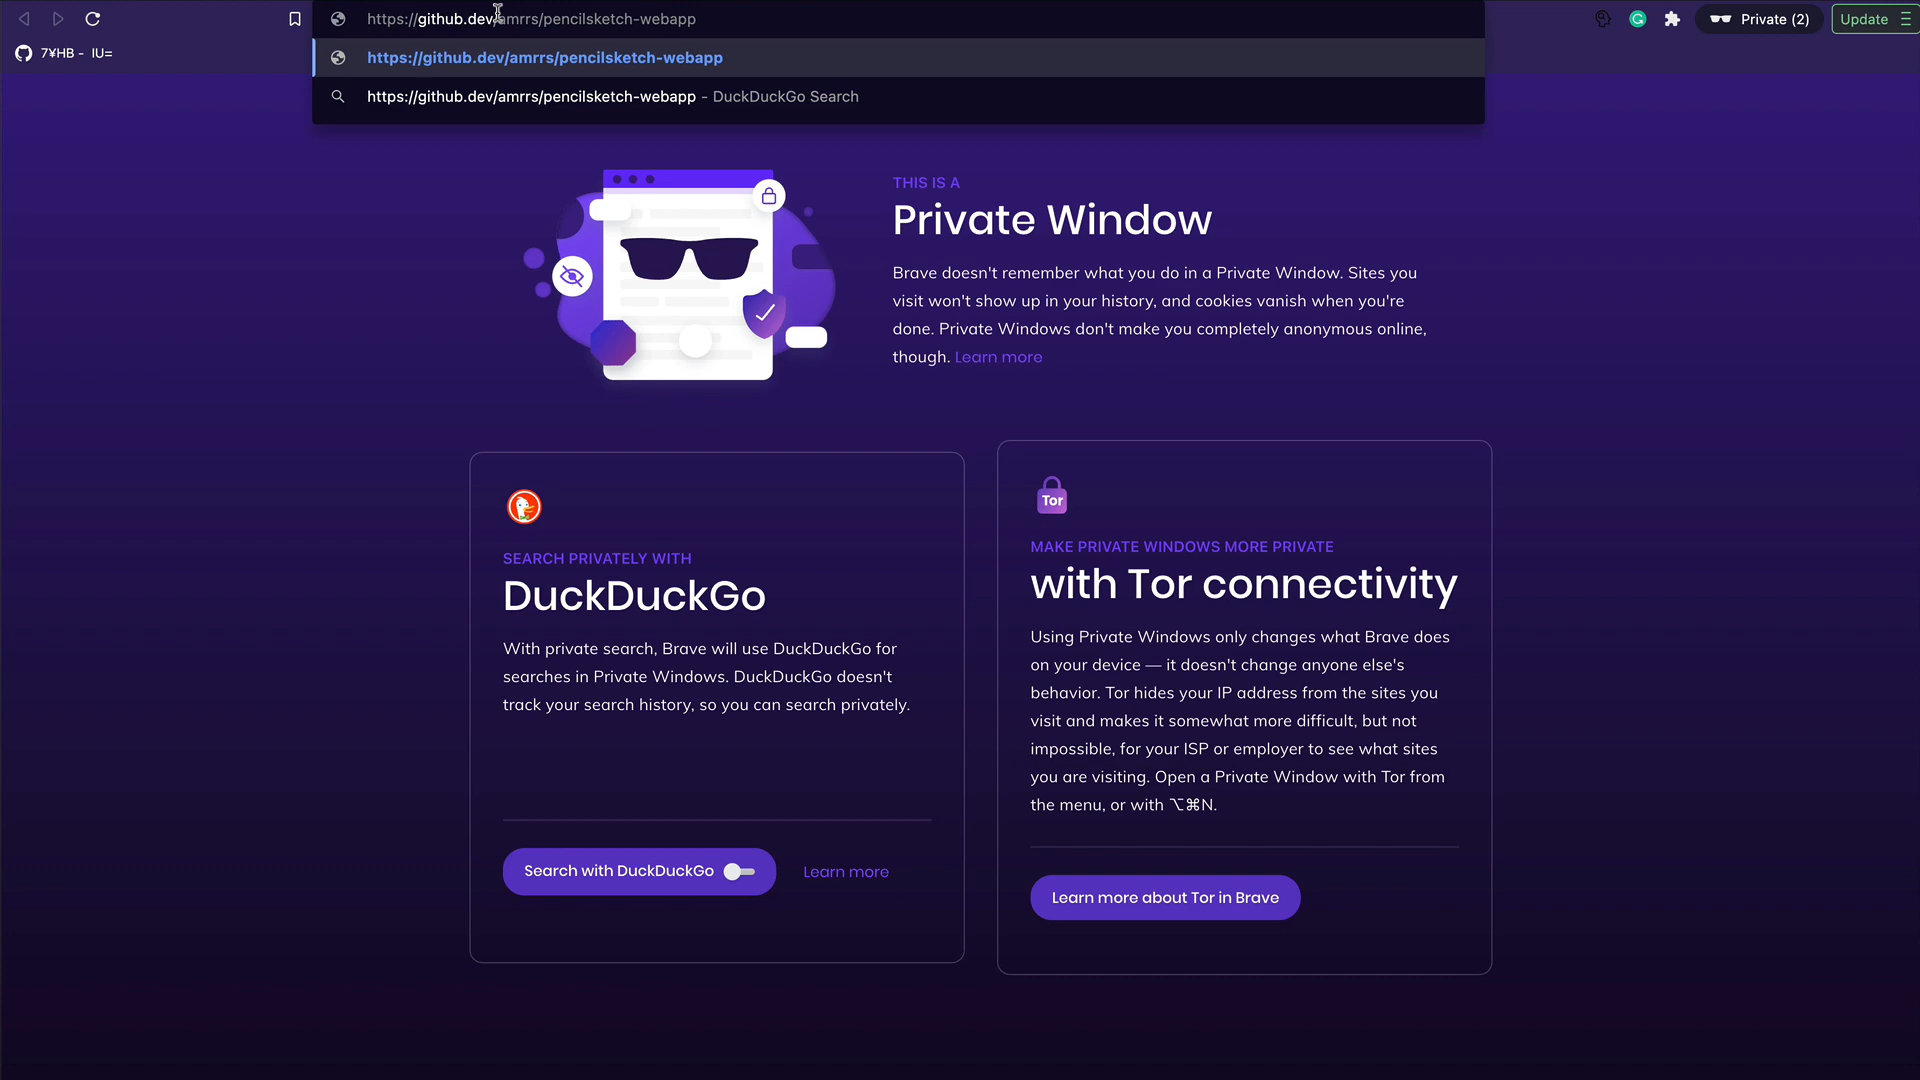 https://github.dev/amrrs/pencilsketch-webapp
Private (2)
Update
7¥HB - IU=
https://github.dev/amrrs/pencilsketch-webapp
https://github.dev/amrrs/pencilsketch-webapp - DuckDuckGo Search
THIS IS A
Private Window
Brave doesn't remember what you do in a Private Window. Sites you
visit won't show up in your history, and cookies vanish when you're
done. Private Windows don't make you completely anonymous online,
though. Learn more
SEARCH PRIVATELY WITH
DuckDuckGo
With private search, Brave will use DuckDuckGo for
searches in Private Windows. DuckDuckGo doesn't
track your search history, so you can search privately.
Search with DuckDuckGo
Learn more
Tor
MAKE PRIVATE WINDOWS MORE PRIVATE
with Tor connectivity
Using Private Windows only changes what Brave does
on your device — it doesn't change anyone else's
behavior. Tor hides your IP address from the sites you
visit and makes it somewhat more difficult, but not
impossible, for your ISP or employer to see what sites
you are visiting. Open a Private Window with Tor from
the menu, or with ⌥⌘N.
Learn more about Tor in Brave